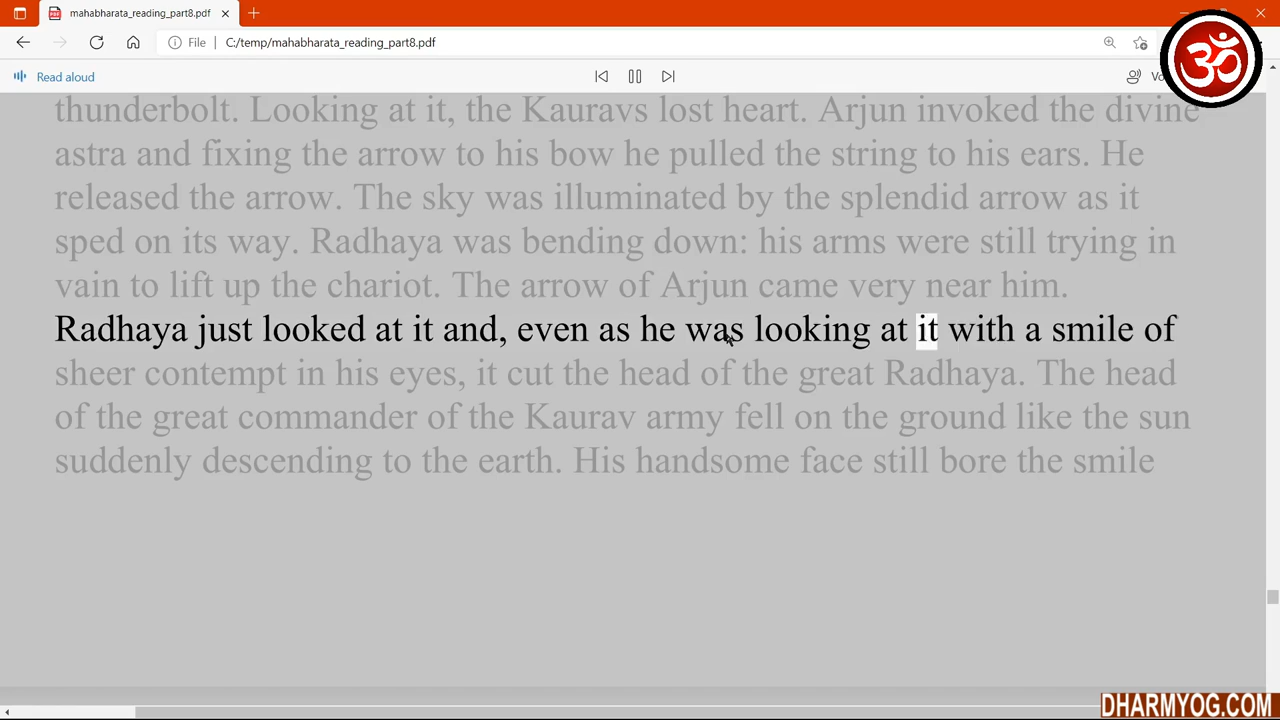 mahabharata_reading_part8.pdf
File
C:/temp/mahabharata_reading_part8.pdf
Read aloud
thunderbolt. Looking at it, the Kauravs lost heart. Arjun invoked the divine
astra and fixing the arrow to his bow he pulled the string to his ears. He
released the arrow. The sky was illuminated by the splendid arrow as it
sped on its way. Radhaya was bending down: his arms were still trying in
vain to lift up the chariot. The arrow of Arjun came very near him.
Radhaya just looked at it and, even as he was looking at it with a smile of
sheer contempt in his eyes, it cut the head of the great Radhaya. The head
of the great commander of the Kaurav army fell on the ground like the sun
suddenly descending to the earth. His handsome face still bore the smile
ॐ
DHARMYOG.COM